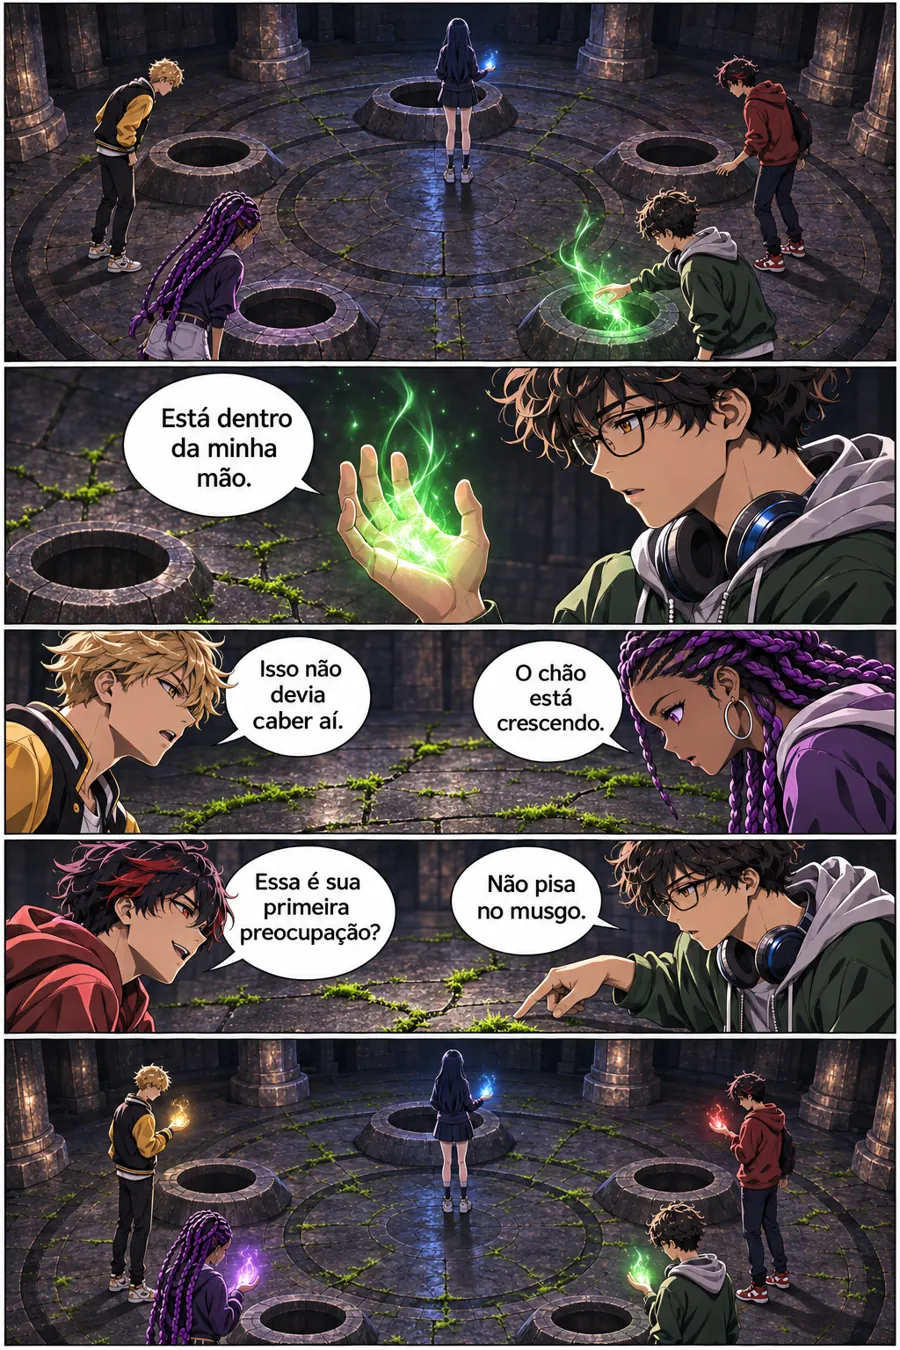 Está dentro
da minha
mão.
Isso não
devia
caber aí.
O chão
está
crescendo.
Essa é sua
primeira
preocupação?
Não pisa
no musgo.